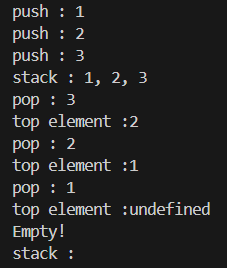 push : 1
push : 2
push : 3
stack : 1, 2, 3
pop : 3
top element :2
pop : 2
top element :1
pop : 1
top element :undefined
Empty!
stack :